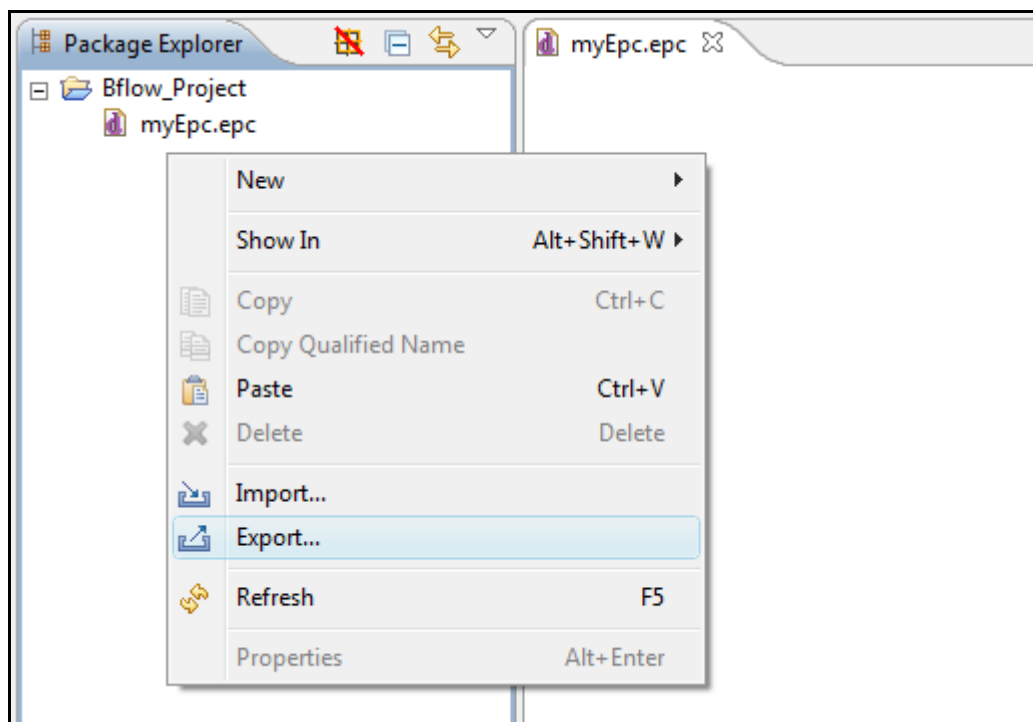 Package Explorer
myEpc.epc
Bflow_Project
myEpc.epc
New
Show In Alt+Shift+W
Copy Ctrl+C
Copy Qualified Name
Paste Ctrl+V
Delete Delete
Import...
Export...
Refresh F5
Properties Alt+Enter